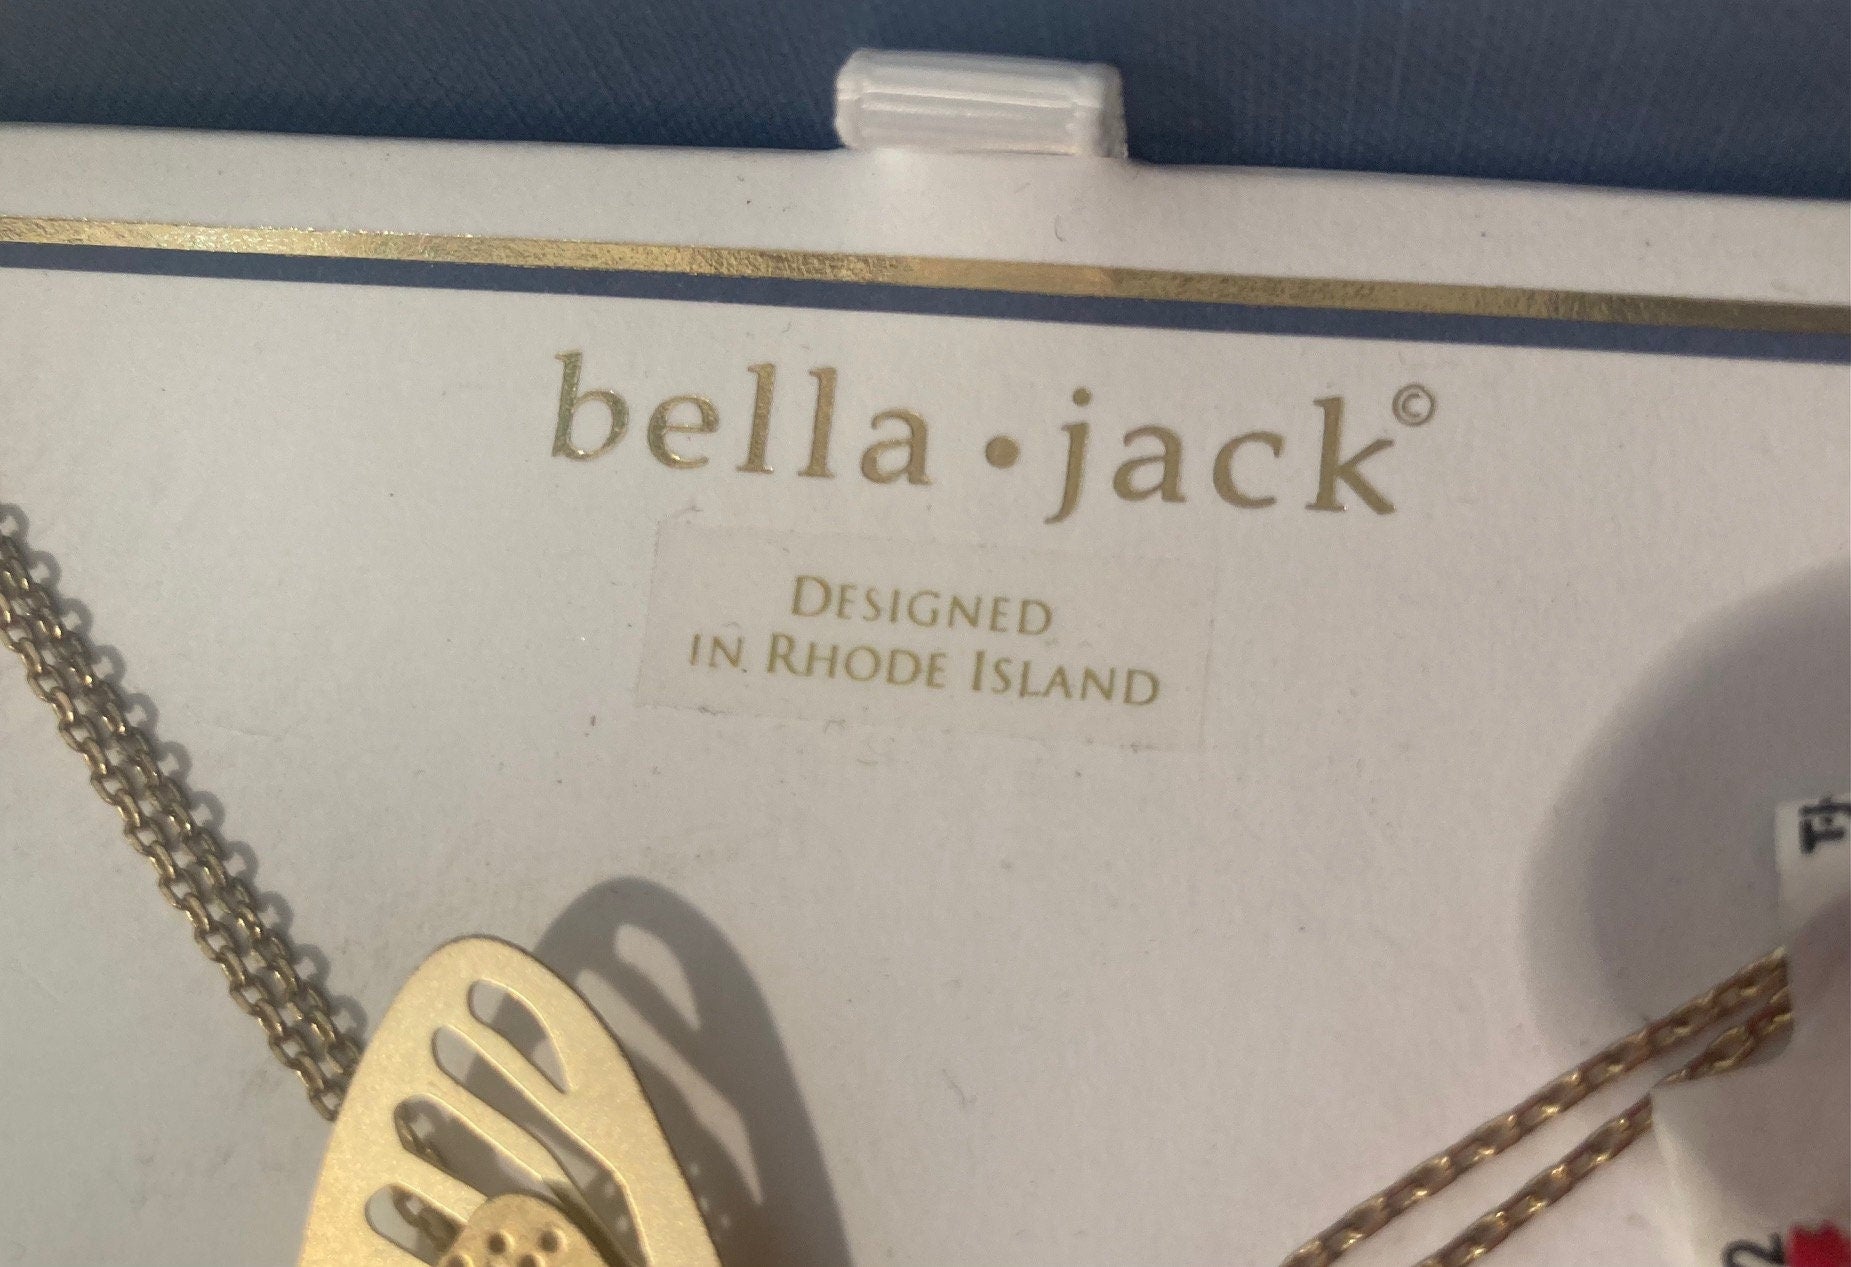 bella • jack©
DESIGNED
IN RHODE ISLAND